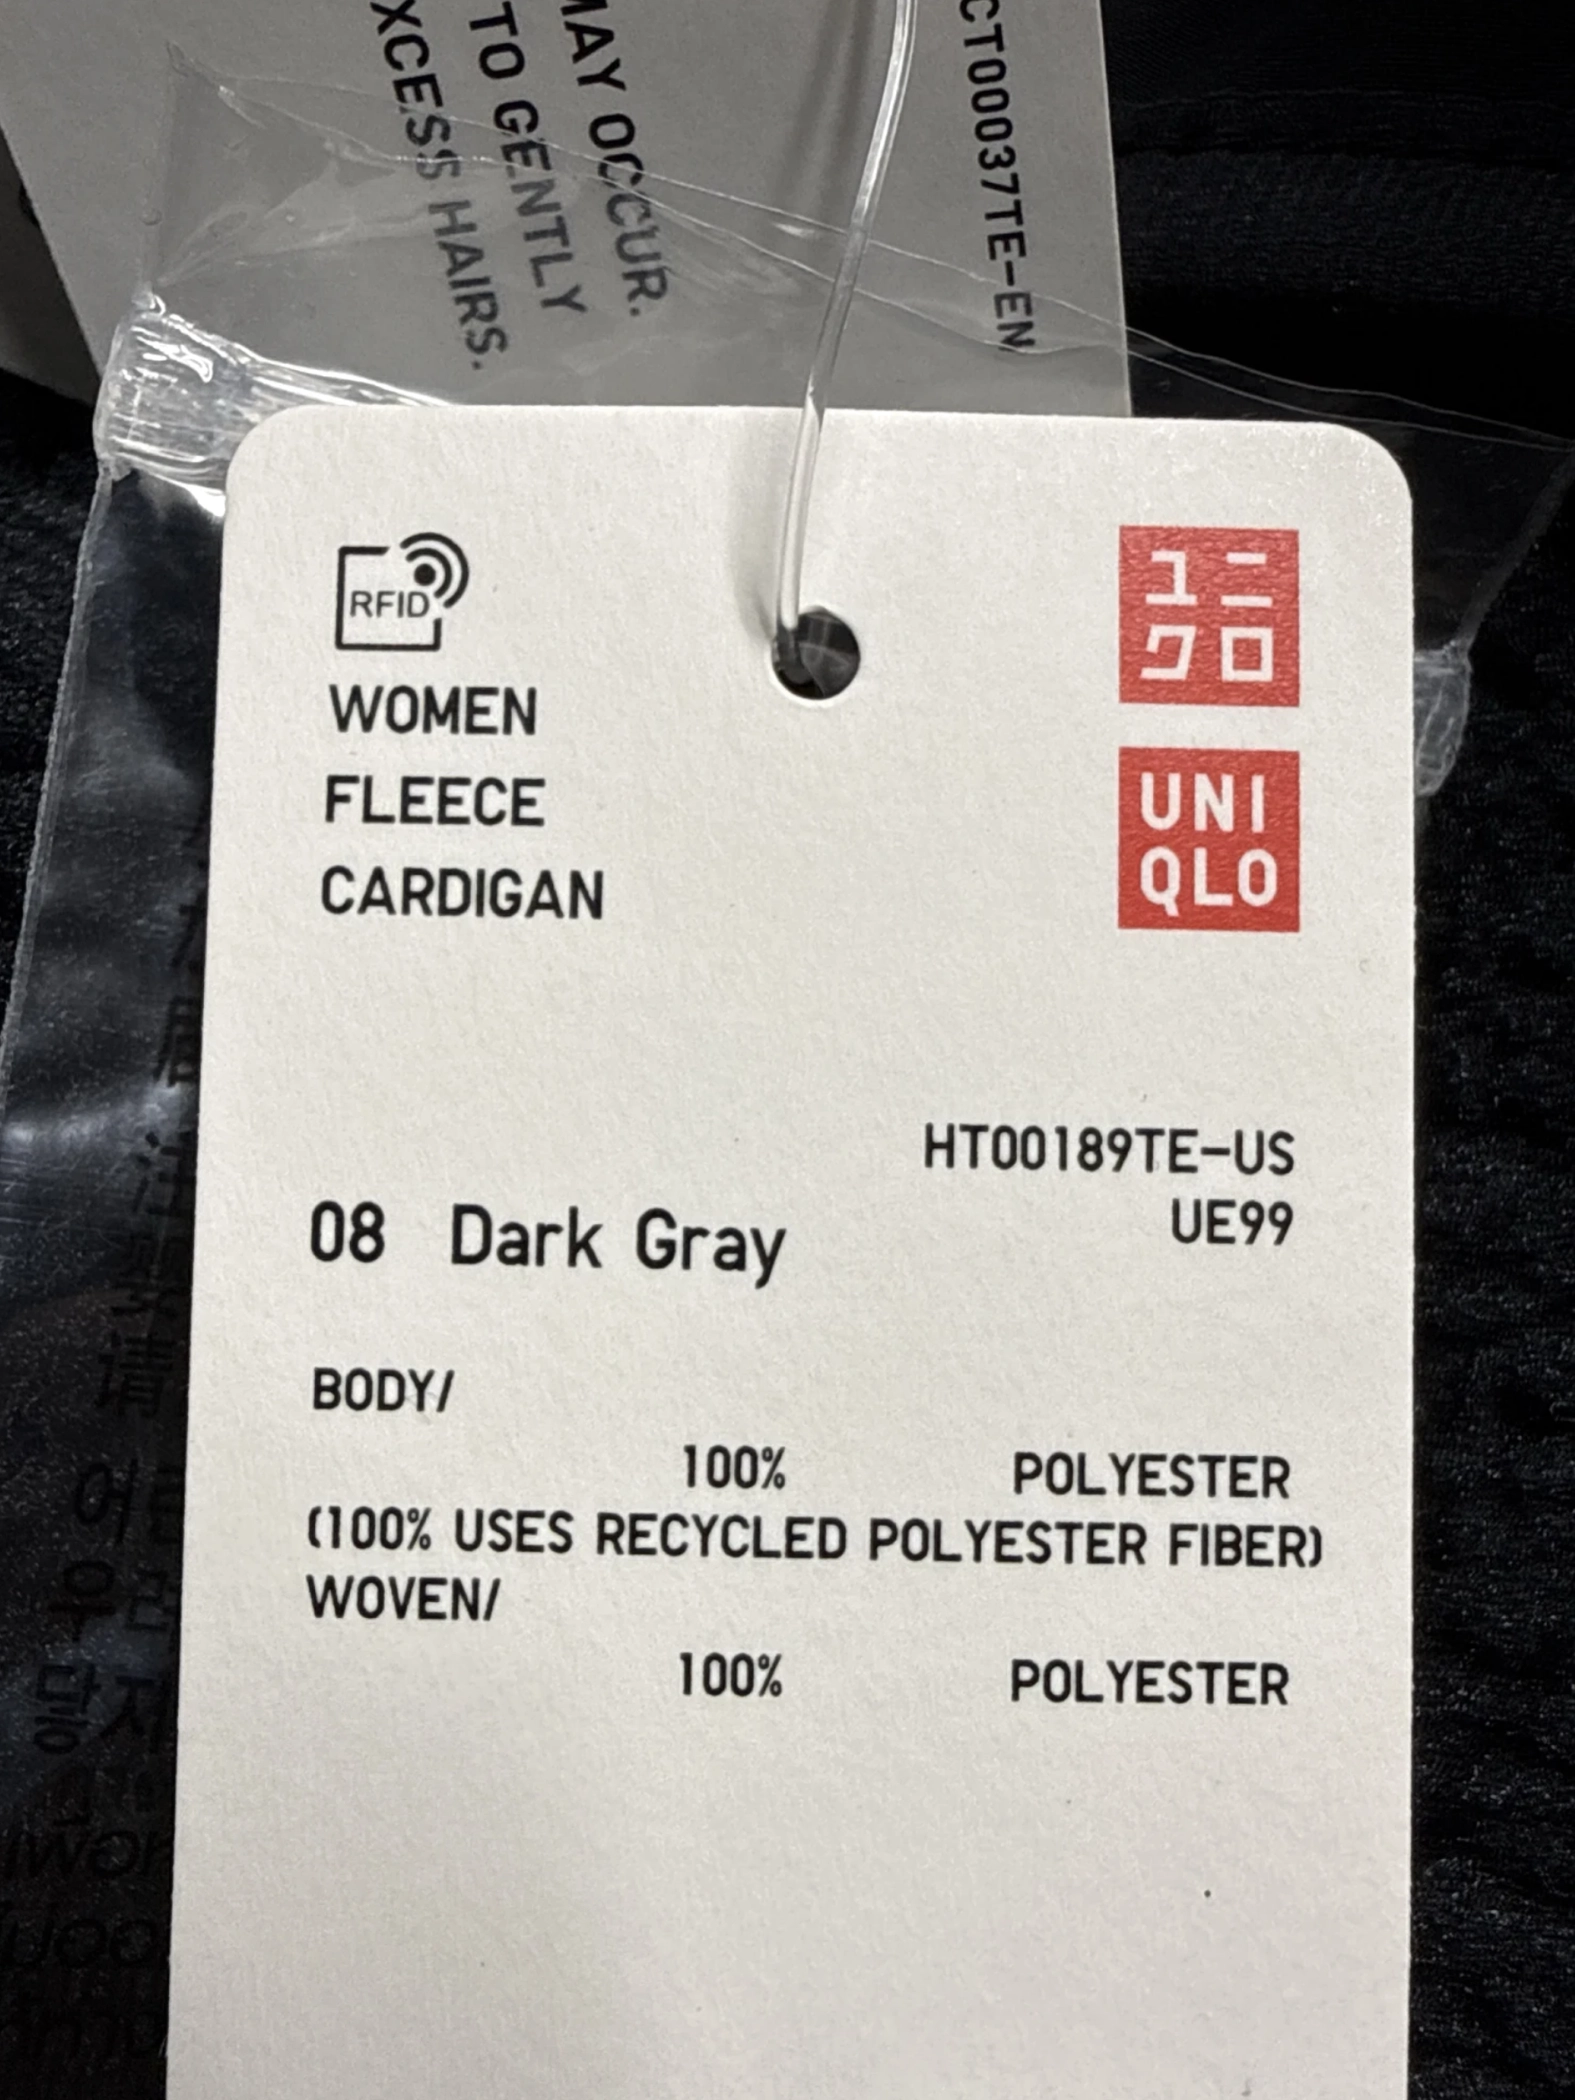 MAY OCCUR.
TO GENTLY
XCESS HAIRS.
CT00037TE-EN
RFID
WOMEN
FLEECE
CARDIGAN
ユニ
クロ
UNI
QLO
HT00189TE-US
UE99
08 Dark Gray
BODY/
100% POLYESTER
(100% USES RECYCLED POLYESTER FIBER)
WOVEN/
100% POLYESTER